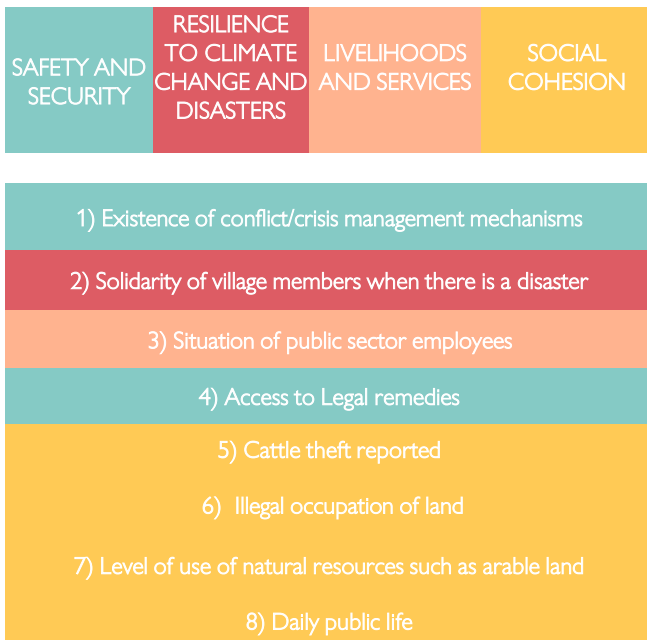 SAFETY AND
SECURITY
RESILIENCE
TO CLIMATE
CHANGE AND
DISASTERS
LIVELIHOODS
AND SERVICES
SOCIAL
COHESION
1) Existence of conflict/crisis management mechanisms
2) Solidarity of village members when there is a disaster
3) Situation of public sector employees
4) Access to Legal remedies
5) Cattle theft reported
6) Illegal occupation of land
7) Level of use of natural resources such as arable land
8) Daily public life